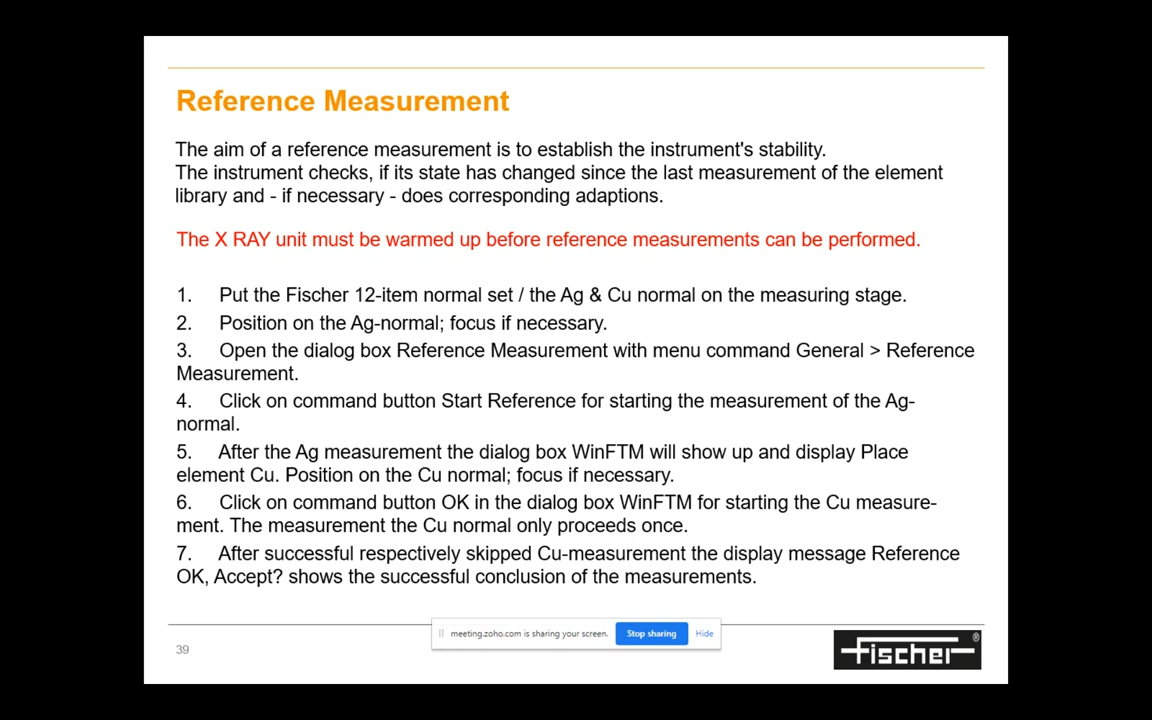 Reference Measurement
The aim of a reference measurement is to establish the instrument's stability.
The instrument checks, if its state has changed since the last measurement of the element
library and - if necessary - does corresponding adaptions.
The X RAY unit must be warmed up before reference measurements can be performed.
1. Put the Fischer 12-item normal set / the Ag & Cu normal on the measuring stage.
2. Position on the Ag-normal; focus if necessary.
3. Open the dialog box Reference Measurement with menu command General > Reference
Measurement.
4. Click on command button Start Reference for starting the measurement of the Ag-
normal.
5. After the Ag measurement the dialog box WinFTM will show up and display Place
element Cu. Position on the Cu normal; focus if necessary.
6. Click on command button OK in the dialog box WinFTM for starting the Cu measure-
ment. The measurement the Cu normal only proceeds once.
7. After successful respectively skipped Cu-measurement the display message Reference
OK, Accept? shows the successful conclusion of the measurements.
meeting.zoho.com is sharing your screen. Stop sharing Hide
39
fischer®